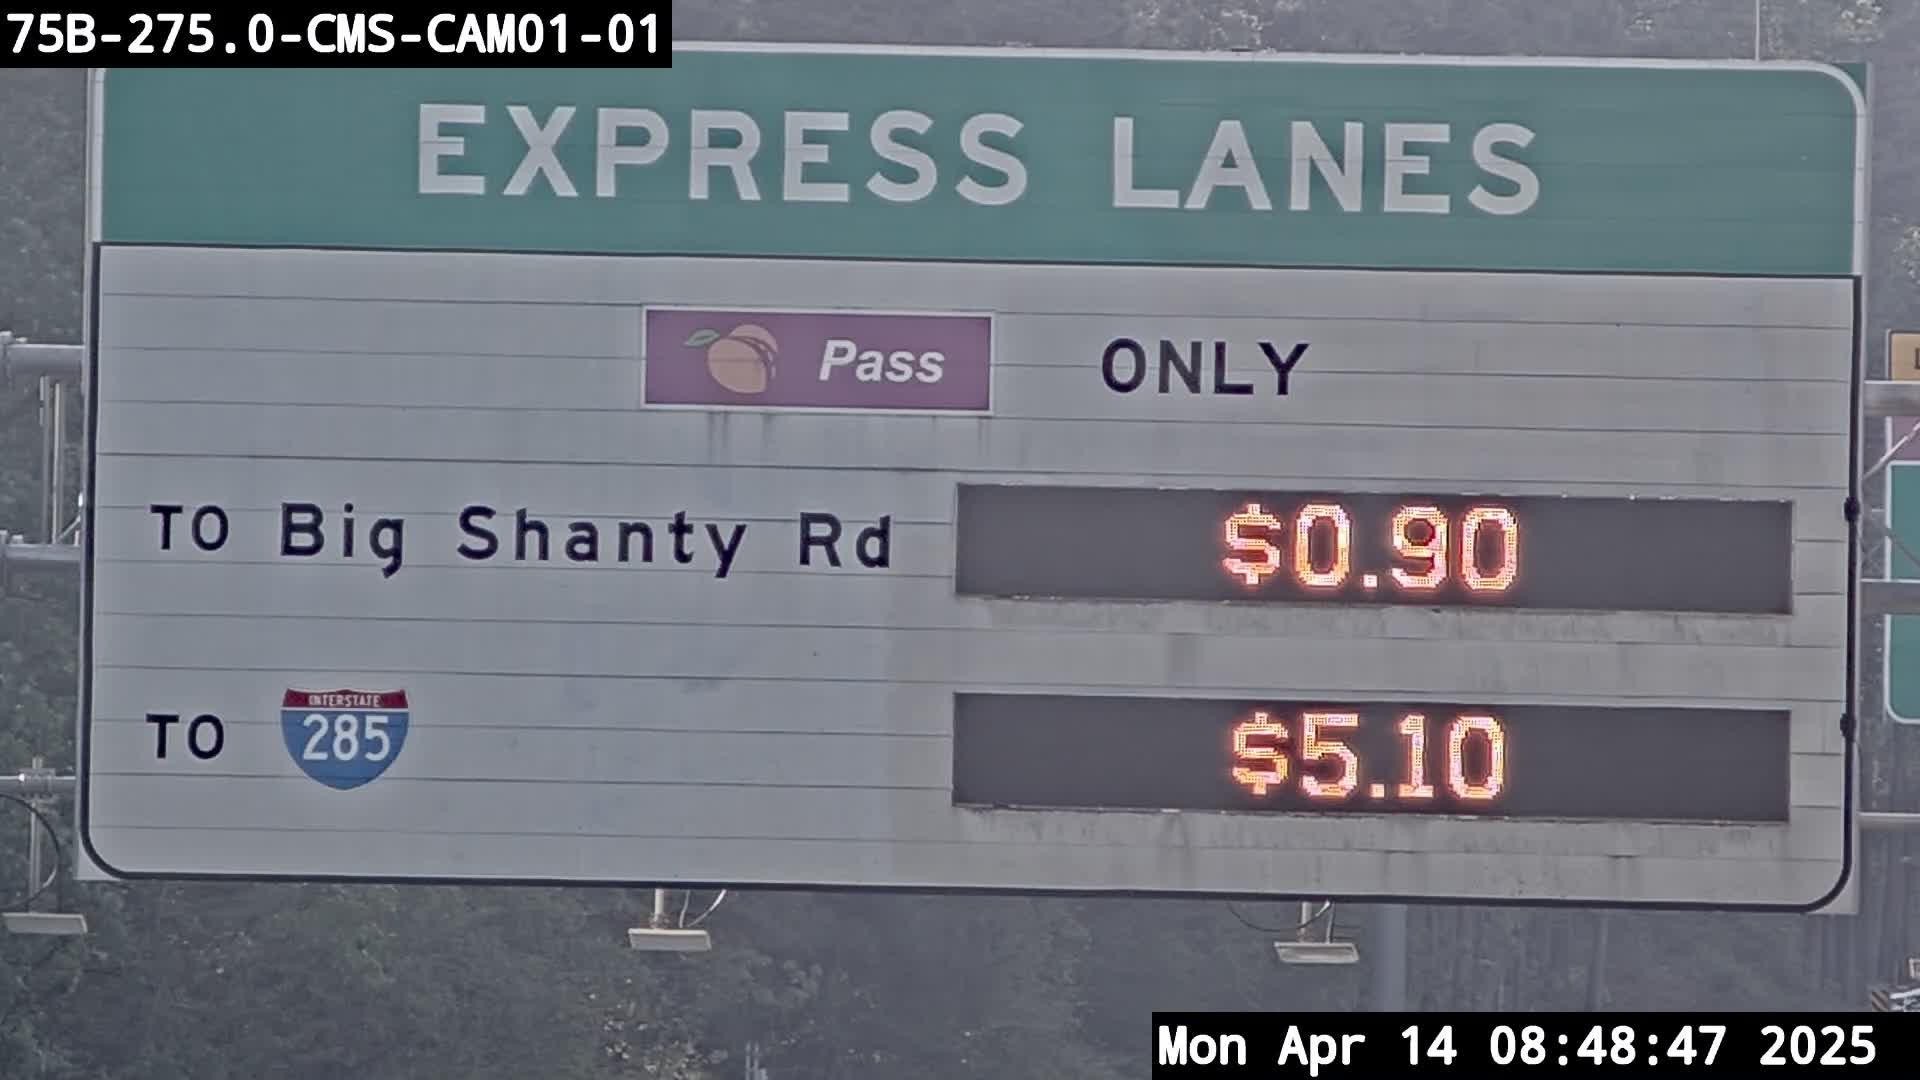 75B-275.0-CMS-CAM01-01
EXPRESS LANES
Pass ONLY
TO Big Shanty Rd $0.90
INTERSTATE
TO 285 $5.10
Mon Apr 14 08:48:47 2025